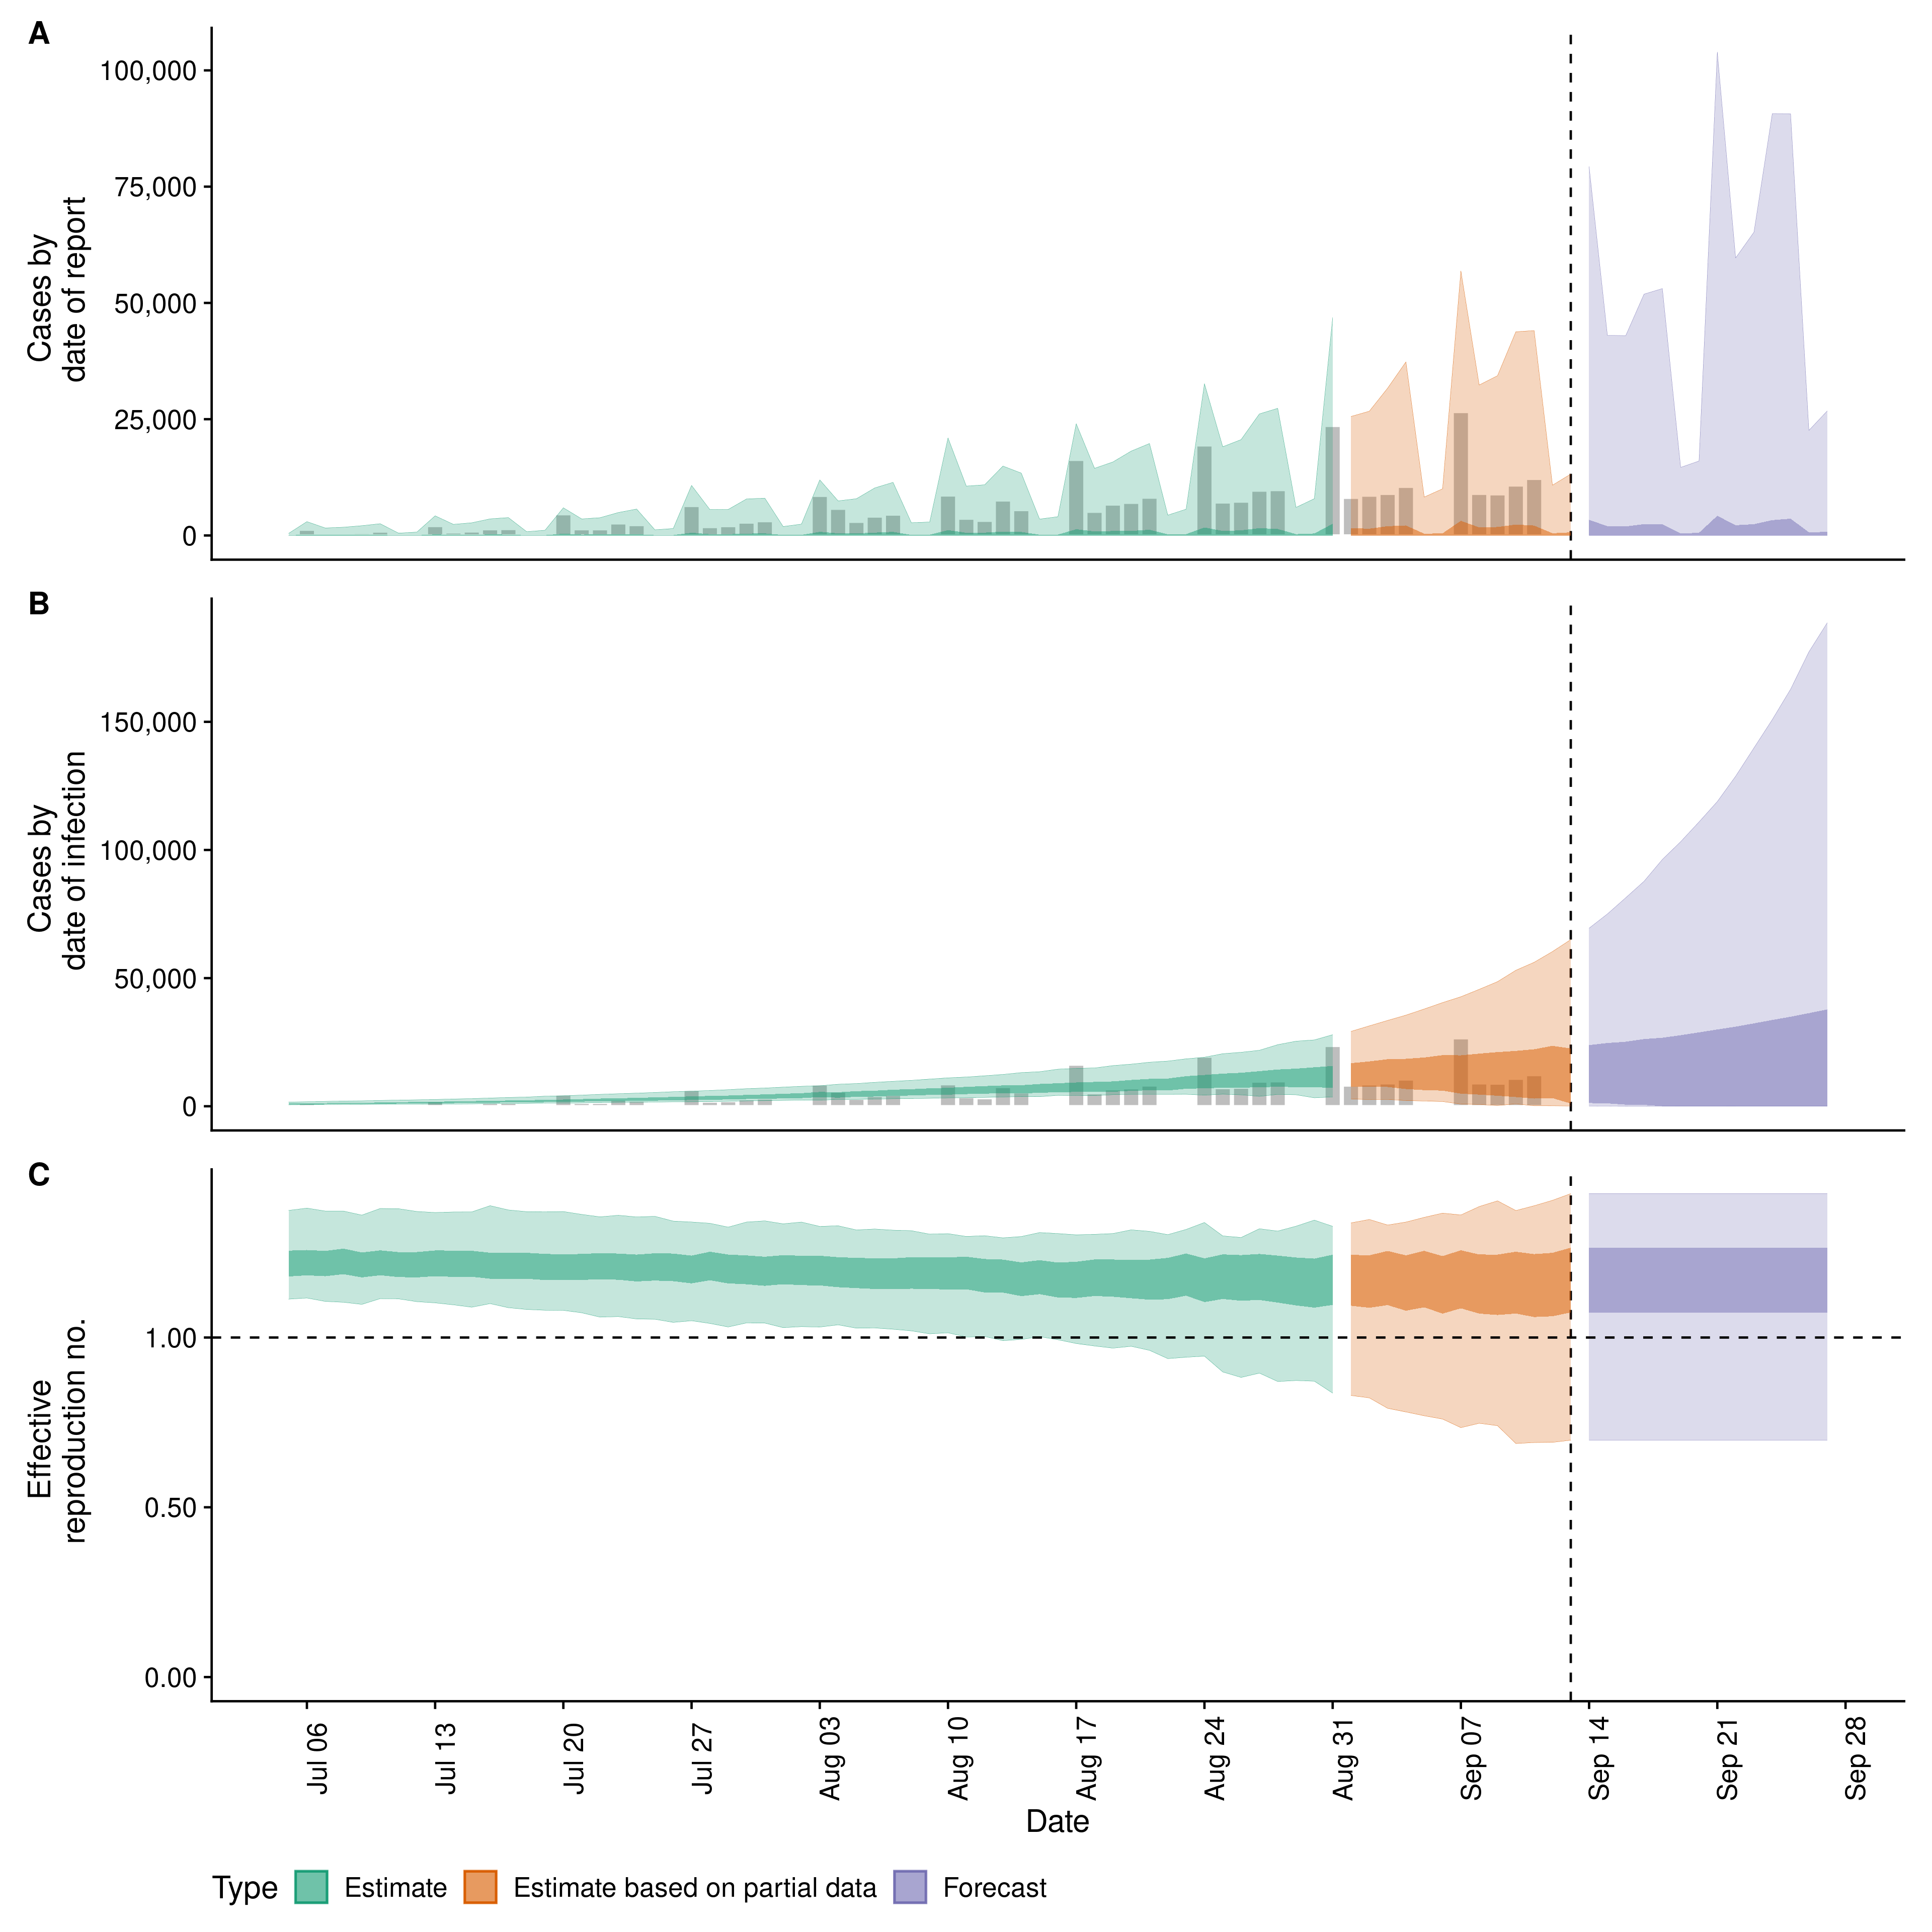 A
100,000
75,000
50,000
25,000
0
Cases by
date of report
B
150,000
100,000
50,000
0
Cases by
date of infection
C
1.00
0.50
0.00
Effective
reproduction no.
Jul 06
Jul 13
Jul 20
Jul 27
Aug 03
Aug 10
Aug 17
Aug 24
Aug 31
Sep 07
Sep 14
Sep 21
Sep 28
Date
Type Estimate Estimate based on partial data Forecast